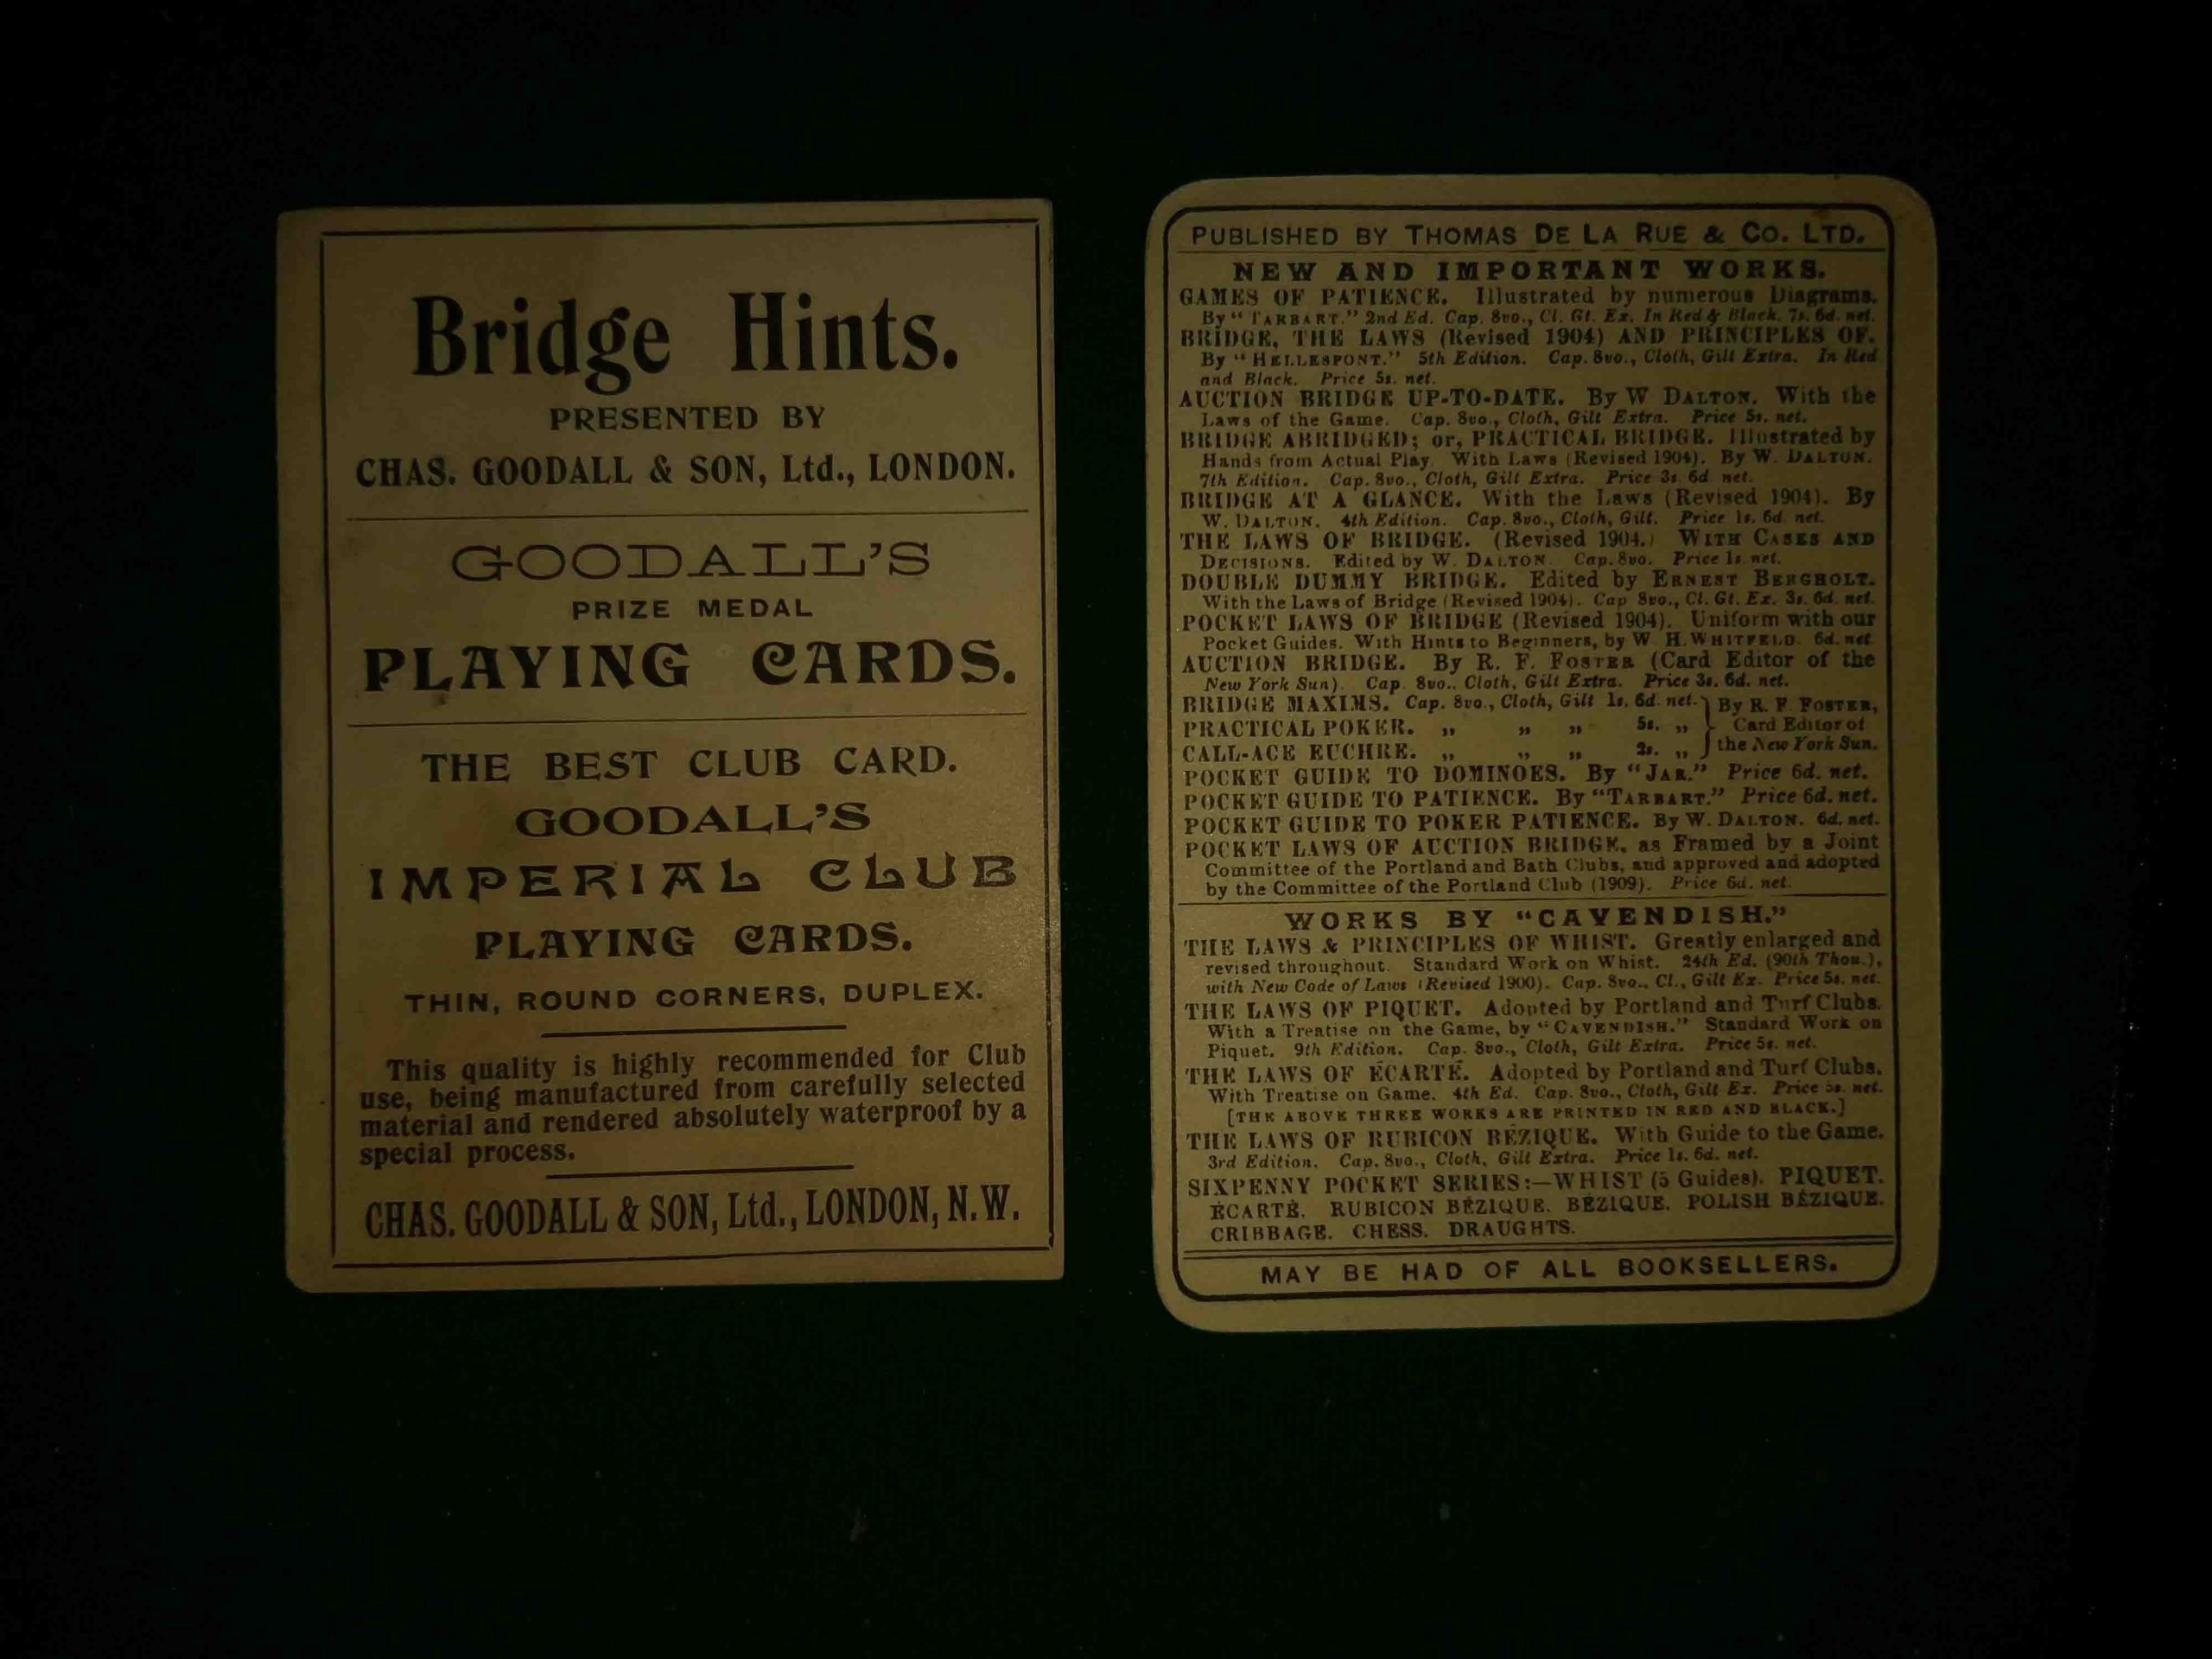 Bridge Hints.
PRESENTED BY
CHAS. GOODALL & SON, Ltd., LONDON.
GOODALL'S
PRIZE MEDAL
PLAYING CARDS.
THE BEST CLUB CARD.
GOODALL'S
IMPERIAL CLUB
PLAYING CARDS.
THIN, ROUND CORNERS, DUPLEX.
This quality is highly recommended for Club
use, being manufactured from carefully selected
material and rendered absolutely waterproof by a
special process.
CHAS. GOODALL & SON, Ltd., LONDON, N.W.
PUBLISHED BY THOMAS DE LA RUE & CO. LTD.
NEW AND IMPORTANT WORKS.
GAMES OF PATIENCE. Illustrated by numerous Diagrams.
By "TARBART." 2nd Ed. Cap. 8vo., Cl. Gt. Ex. In Red & Black. 7s. 6d. net.
BRIDGE, THE LAWS (Revised 1904) AND PRINCIPLES OF.
By "HELLESPONT." 5th Edition. Cap. 8vo., Cloth, Gilt Extra. In Red
and Black. Price 5s. net.
AUCTION BRIDGE UP-TO-DATE. By W DALTON. With the
Laws of the Game. Cap. 8vo., Cloth, Gilt Extra. Price 5s. net.
BRIDGE ABRIDGED; or, PRACTICAL BRIDGE. Illustrated by
Hands from Actual Play. With Laws (Revised 1904). By W. DALTON.
7th Edition. Cap. 8vo., Cloth, Gilt Extra. Price 3s. 6d. net.
BRIDGE AT A GLANCE. With the Laws (Revised 1904). By
W. DALTON. 4th Edition. Cap. 8vo., Cloth, Gilt. Price 1s. 6d. net.
THE LAWS OF BRIDGE. (Revised 1904.) WITH CASES AND
DECISIONS. Edited by W. DALTON. Cap. 8vo. Price 1s. net.
DOUBLE DUMMY BRIDGE. Edited by ERNEST BERGHOLT.
With the Laws of Bridge (Revised 1904). Cap 8vo., Cl. Gt. Ex. 3s. 6d. net.
POCKET LAWS OF BRIDGE (Revised 1904). Uniform with our
Pocket Guides. With Hints to Beginners, by W. H. WHITFELD. 6d. net
AUCTION BRIDGE. By R. F. FOSTER (Card Editor of the
New York Sun). Cap. 8vo., Cloth, Gilt Extra. Price 3s. 6d. net.
BRIDGE MAXIMS. Cap. 8vo., Cloth, Gilt 1s. 6d. net. } By R. F. FOSTER,
PRACTICAL POKER. „ „ „ 5s. „ } Card Editor of
CALL-ACE EUCHRE. „ „ „ 2s. „ } the New York Sun.
POCKET GUIDE TO DOMINOES. By "JAR." Price 6d. net.
POCKET GUIDE TO PATIENCE. By "TARBART." Price 6d. net.
POCKET GUIDE TO POKER PATIENCE. By W. DALTON. 6d. net.
POCKET LAWS OF AUCTION BRIDGE, as Framed by a Joint
Committee of the Portland and Bath Clubs, and approved and adopted
by the Committee of the Portland Club (1909). Price 6d. net.
WORKS BY "CAVENDISH."
THE LAWS & PRINCIPLES OF WHIST. Greatly enlarged and
revised throughout. Standard Work on Whist. 24th Ed. (90th Thou.),
with New Code of Laws (Revised 1900). Cap. 8vo., Cl., Gilt Ex. Price 5s. net.
THE LAWS OF PIQUET. Adopted by Portland and Turf Clubs.
With a Treatise on the Game, by "CAVENDISH." Standard Work on
Piquet. 9th Edition. Cap. 8vo., Cloth, Gilt Extra. Price 5s. net.
THE LAWS OF ÉCARTÉ. Adopted by Portland and Turf Clubs.
With Treatise on Game. 4th Ed. Cap. 8vo., Cloth, Gilt Ex. Price 5s. net.
[THE ABOVE THREE WORKS ARE PRINTED IN RED AND BLACK.]
THE LAWS OF RUBICON BÉZIQUE. With Guide to the Game.
3rd Edition. Cap. 8vo., Cloth, Gilt Extra. Price 1s. 6d. net.
SIXPENNY POCKET SERIES:—WHIST (5 Guides). PIQUET.
ÉCARTÉ. RUBICON BÉZIQUE. BÉZIQUE. POLISH BÉZIQUE.
CRIBBAGE. CHESS. DRAUGHTS.
MAY BE HAD OF ALL BOOKSELLERS.